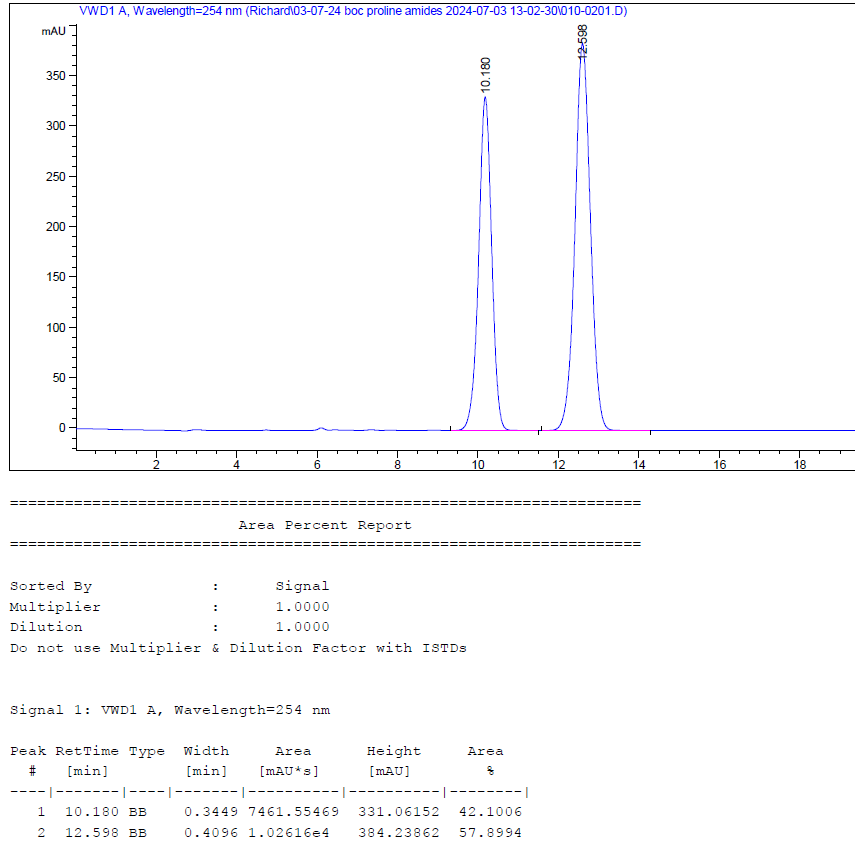 VWD1 A, Wavelength=254 nm (Richard\03-07-24 boc proline amides 2024-07-03 13-02-30\010-0201.D)
mAU
350
300
250
200
150
100
50
0
10.180
12.598
2 4 6 8 10 12 14 16 18
=====================================================================
Area Percent Report
=====================================================================
Sorted By : Signal
Multiplier : 1.0000
Dilution : 1.0000
Do not use Multiplier & Dilution Factor with ISTDs
Signal 1: VWD1 A, Wavelength=254 nm
Peak RetTime Type Width Area Height Area
# [min] [min] [mAU*s] [mAU] %
----|-------|----|-------|----------|----------|--------|
1 10.180 BB 0.3449 7461.55469 331.06152 42.1006
2 12.598 BB 0.4096 1.02616e4 384.23862 57.8994